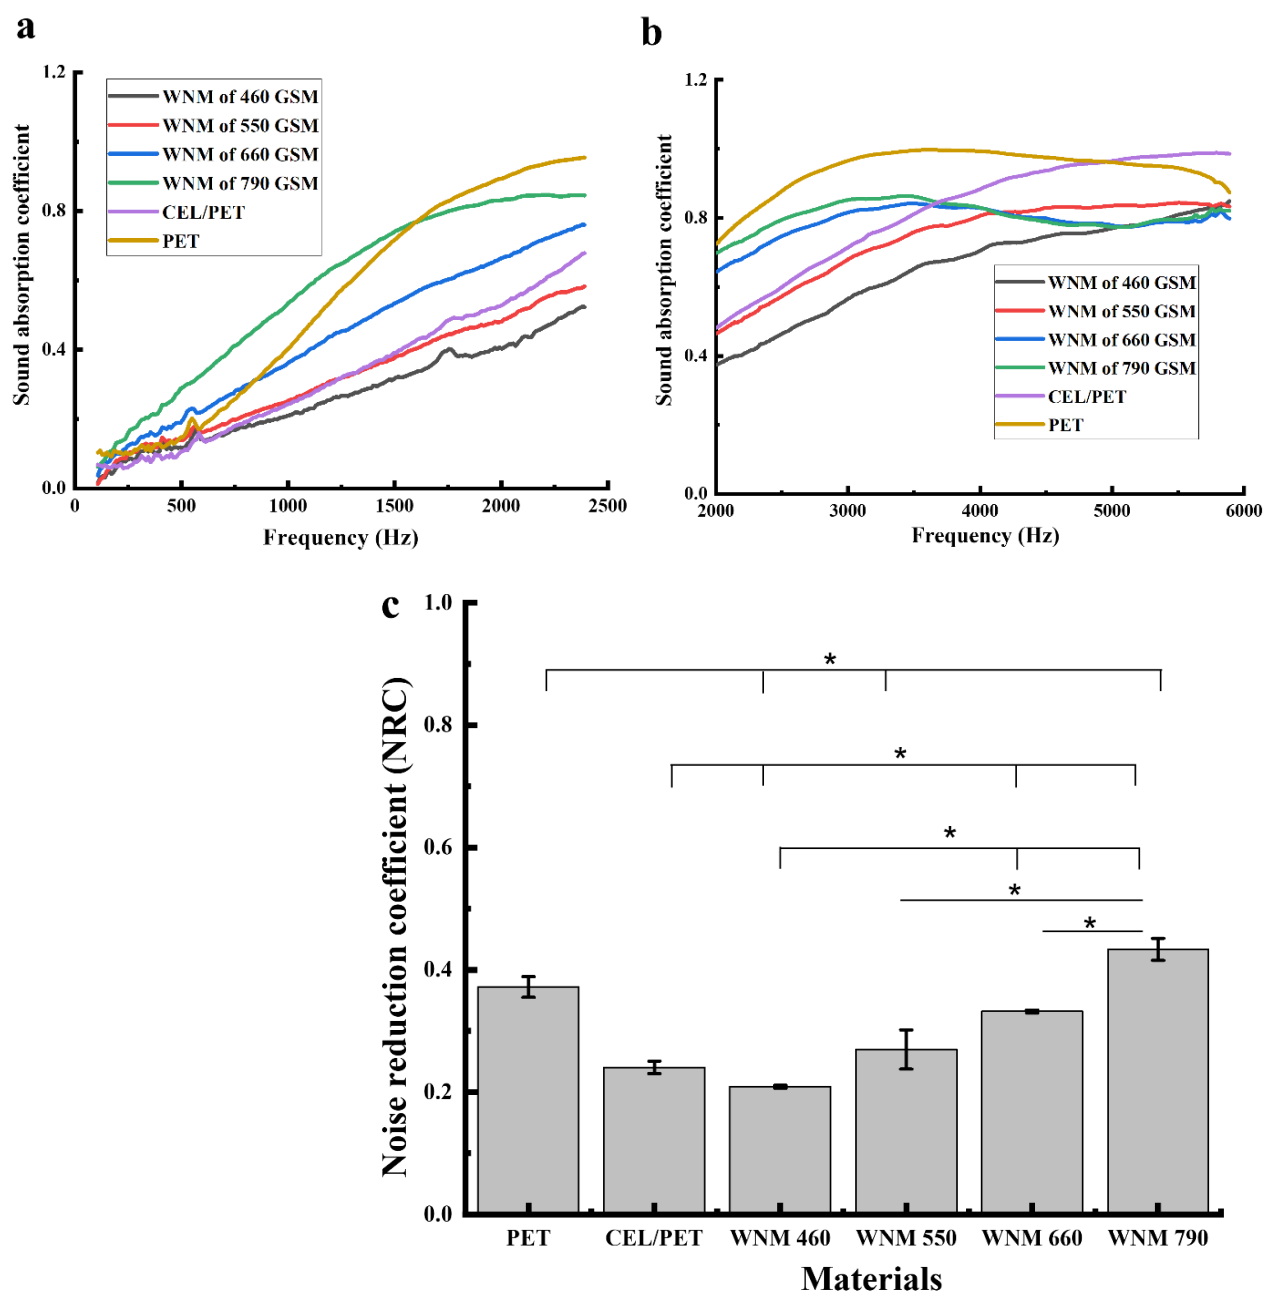 a
Sound absorption coefficient
1.2
0.8
0.4
0.0
WNM of 460 GSM
WNM of 550 GSM
WNM of 660 GSM
WNM of 790 GSM
CEL/PET
PET
0 500 1000 1500 2000 2500
Frequency (Hz)
b
Sound absorption coefficient
1.2
0.8
0.4
0.0
WNM of 460 GSM
WNM of 550 GSM
WNM of 660 GSM
WNM of 790 GSM
CEL/PET
PET
2000 3000 4000 5000 6000
Frequency (Hz)
c
Noise reduction coefficient (NRC)
1.0
0.8
0.6
0.4
0.2
0.0
*
*
*
*
*
PET CEL/PET WNM 460 WNM 550 WNM 660 WNM 790
Materials